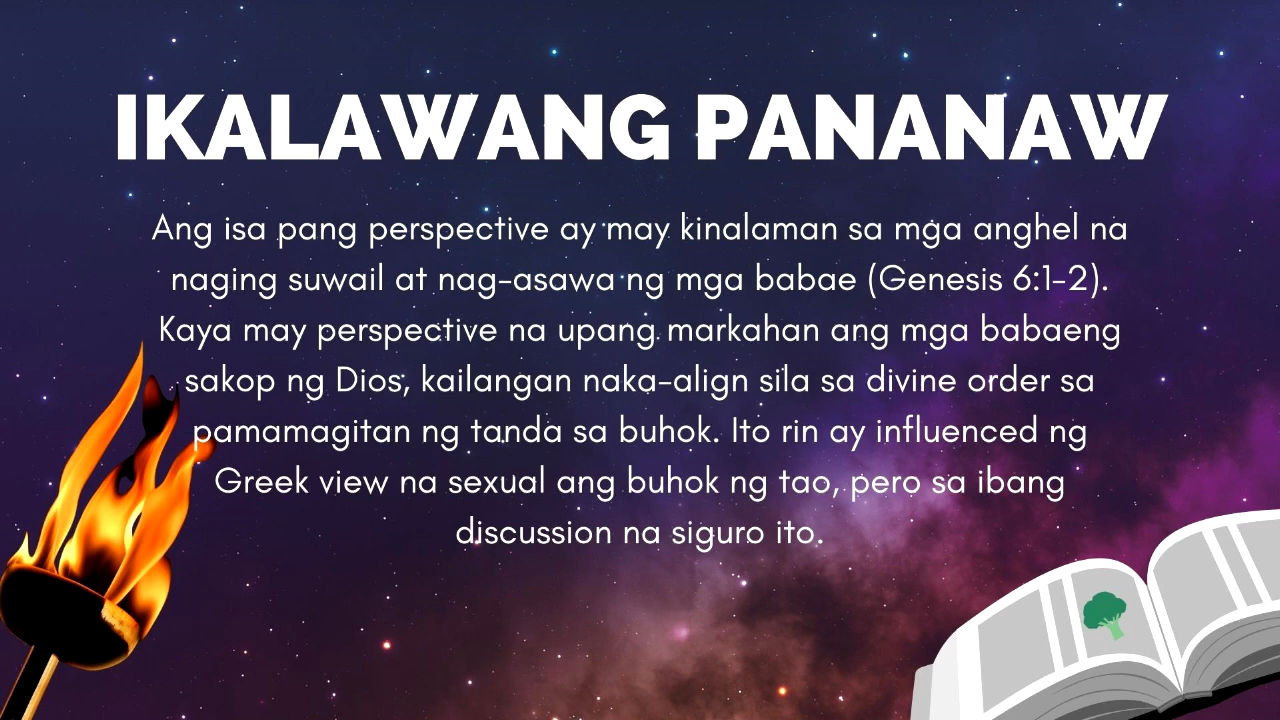 IKALAWANG PANANAW
Ang isa pang perspective ay may kinalaman sa mga anghel na
naging suwail at nag-asawa ng mga babae (Genesis 6:1-2).
Kaya may perspective na upang markahan ang mga babaeng
sakop ng Dios, kailangan naka-align sila sa divine order sa
pamamagitan ng tanda sa buhok. Ito rin ay influenced ng
Greek view na sexual ang buhok ng tao, pero sa ibang
discussion na siguro ito.